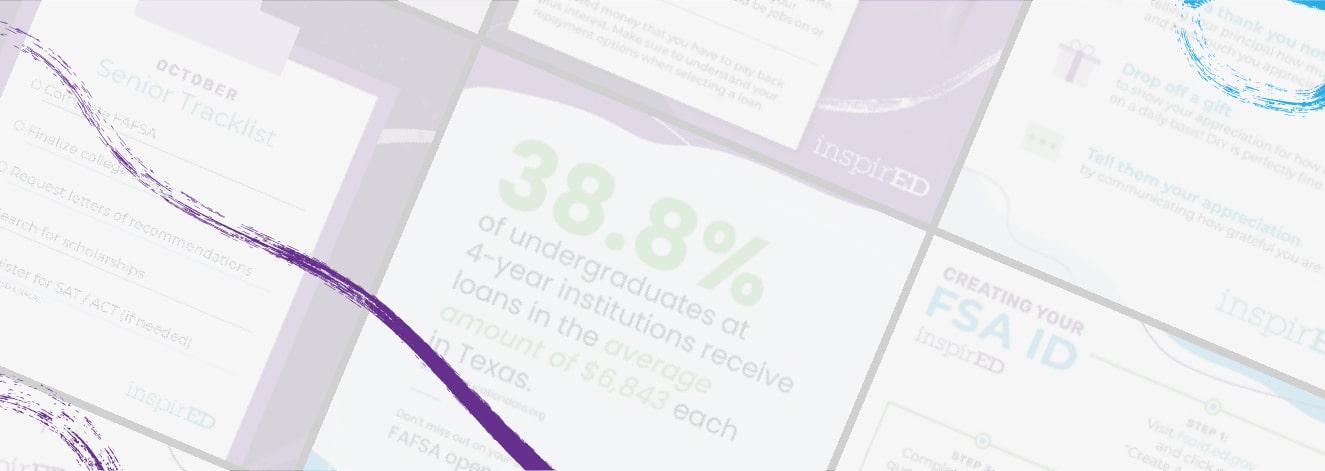 OCTOBER
Senior Tracklist
Complete FAFSA
Finalize college
Request letters of recommendations
Search for scholarships
Register for SAT / ACT (if needed)
inspirED
money that you have to pay back
plus interest. Make sure to understand your
repayment options when selecting a loan.
inspirED
38.8%
of undergraduates at
4-year institutions receive
loans in the average
amount of $6,843 each
in Texas.
educationdata.org
Don't miss out on your
FAFSA open
thank you
your principal how
much you
Drop off a gift
to show your appreciation for how
on a daily basis! DIY is perfectly fine
Tell them your appreciation
by communicating how grateful you are
inspirE
CREATING YOUR
FSA ID
inspirED
STEP 1:
Visit fsaid.ed.gov
and click
"Create